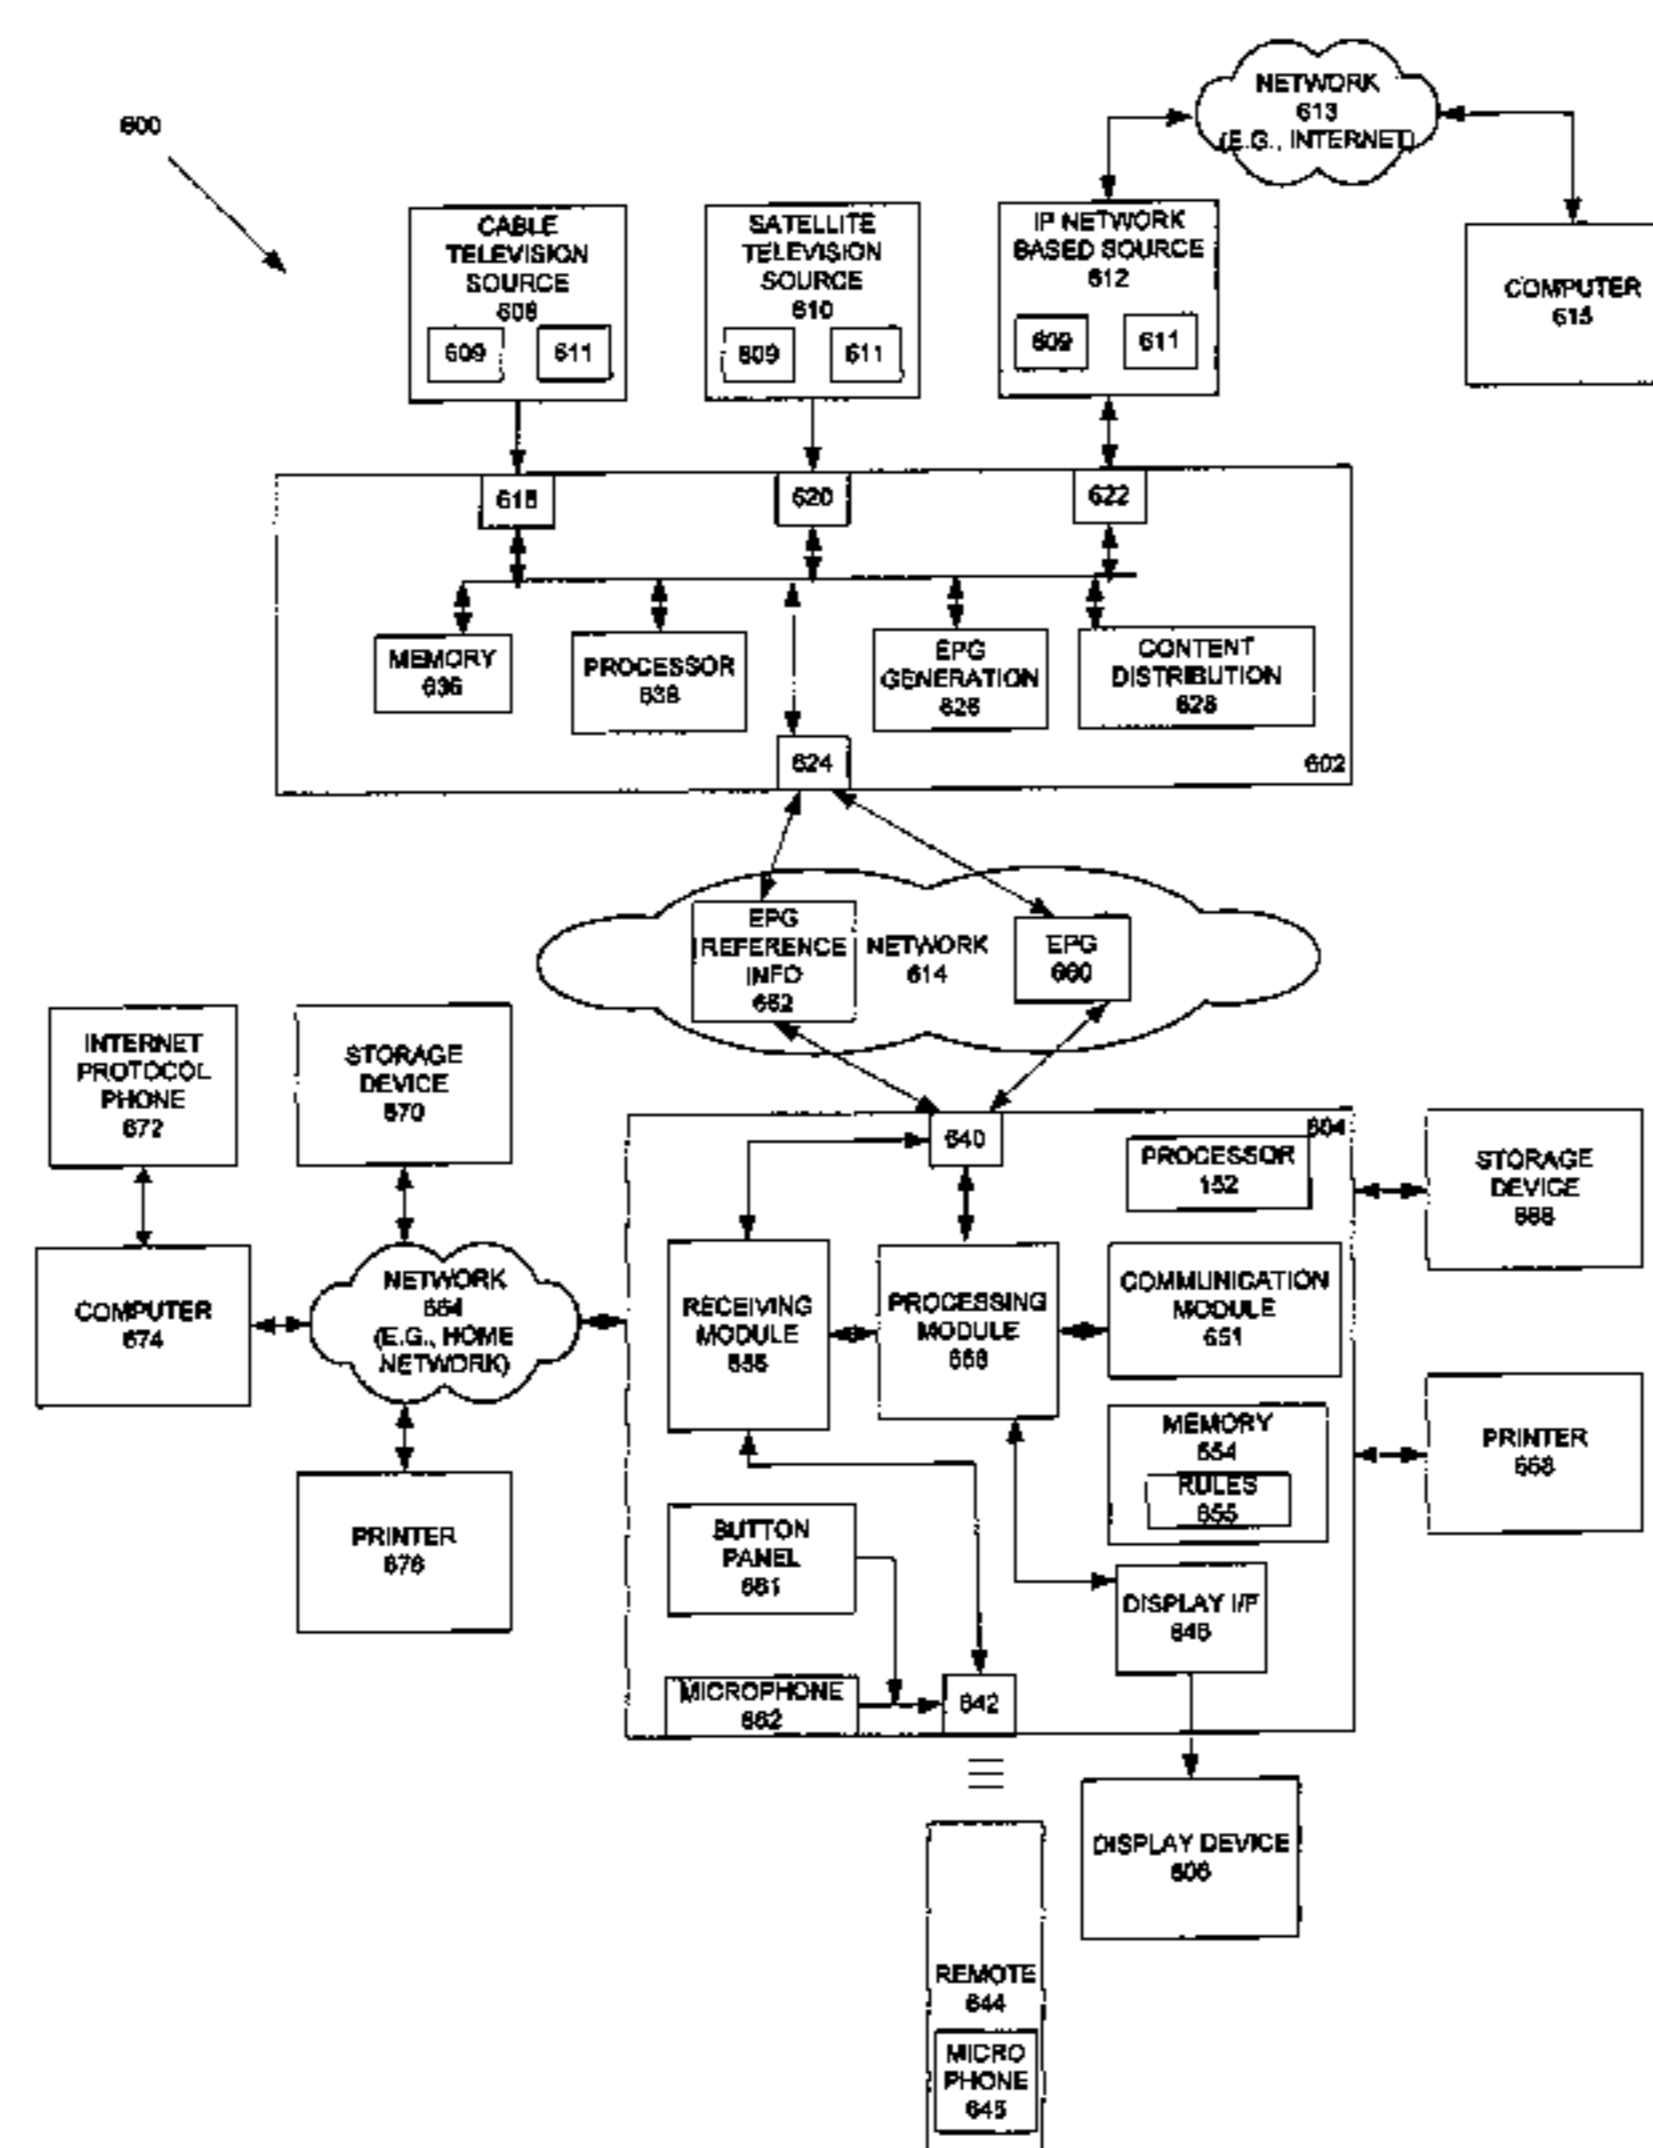 600
NETWORK
613
(E.G., INTERNET)
CABLE
TELEVISION
SOURCE
608
609
611
SATELLITE
TELEVISION
SOURCE
610
609
611
IP NETWORK
BASED SOURCE
612
609
611
COMPUTER
615
618
620
622
MEMORY
636
PROCESSOR
638
EPG
GENERATION
626
CONTENT
DISTRIBUTION
628
624
602
EPG
REFERENCE
INFO
662
NETWORK
614
EPG
660
INTERNET
PROTOCOL
PHONE
672
STORAGE
DEVICE
670
640
604
PROCESSOR
152
STORAGE
DEVICE
COMPUTER
674
NETWORK
664
(E.G., HOME
NETWORK)
RECEIVING
MODULE
PROCESSING
MODULE
COMMUNICATION
MODULE
651
MEMORY
654
RULES
655
PRINTER
668
PRINTER
676
BUTTON
PANEL
661
DISPLAY I/F
646
MICROPHONE
662
642
DISPLAY DEVICE
606
REMOTE
644
MICRO
PHONE
645